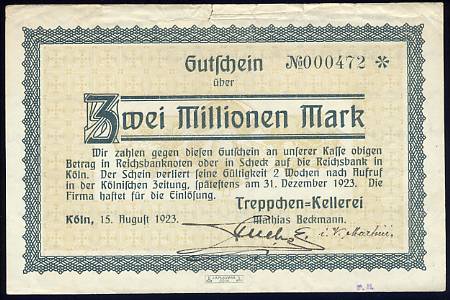 Gutschein №000472 *
über
Zwei Millionen Mark
Wir zahlen gegen diesen Gutschein an unserer Kasse obigen
Betrag in Reichsbanknoten oder in Scheck auf die Reichsbank in
Köln. Der Schein verliert seine Gültigkeit 2 Wochen nach Aufruf
in der Kölnischen Zeitung, spätestens am 31. Dezember 1923. Die
Firma haftet für die Einlösung.
Treppchen-Kellerei
Köln, 15. August 1923. Mathias Beckmann.